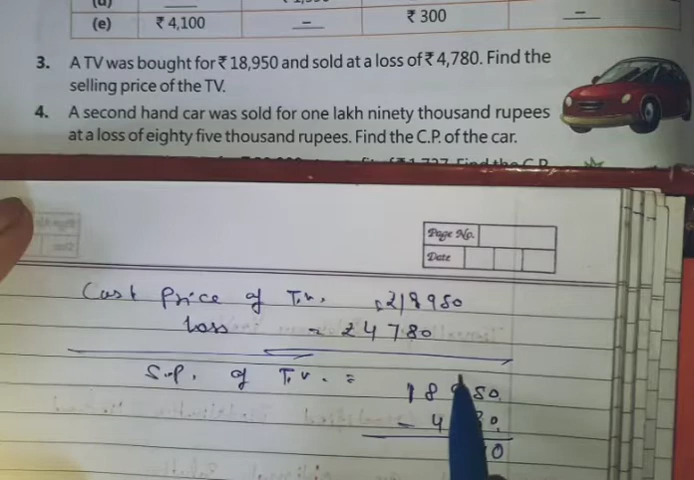 (d)
(e) ₹ 4,100 – ₹ 300 –
3. A TV was bought for ₹ 18,950 and sold at a loss of ₹ 4,780. Find the
selling price of the TV.
4. A second hand car was sold for one lakh ninety thousand rupees
at a loss of eighty five thousand rupees. Find the C.P. of the car.
Find the C.P.
Page No.
Date
Cost Price of T.V. = ₹18950
Loss = ₹4780
S.P. of T.V. =
18 50
- 4 0
0